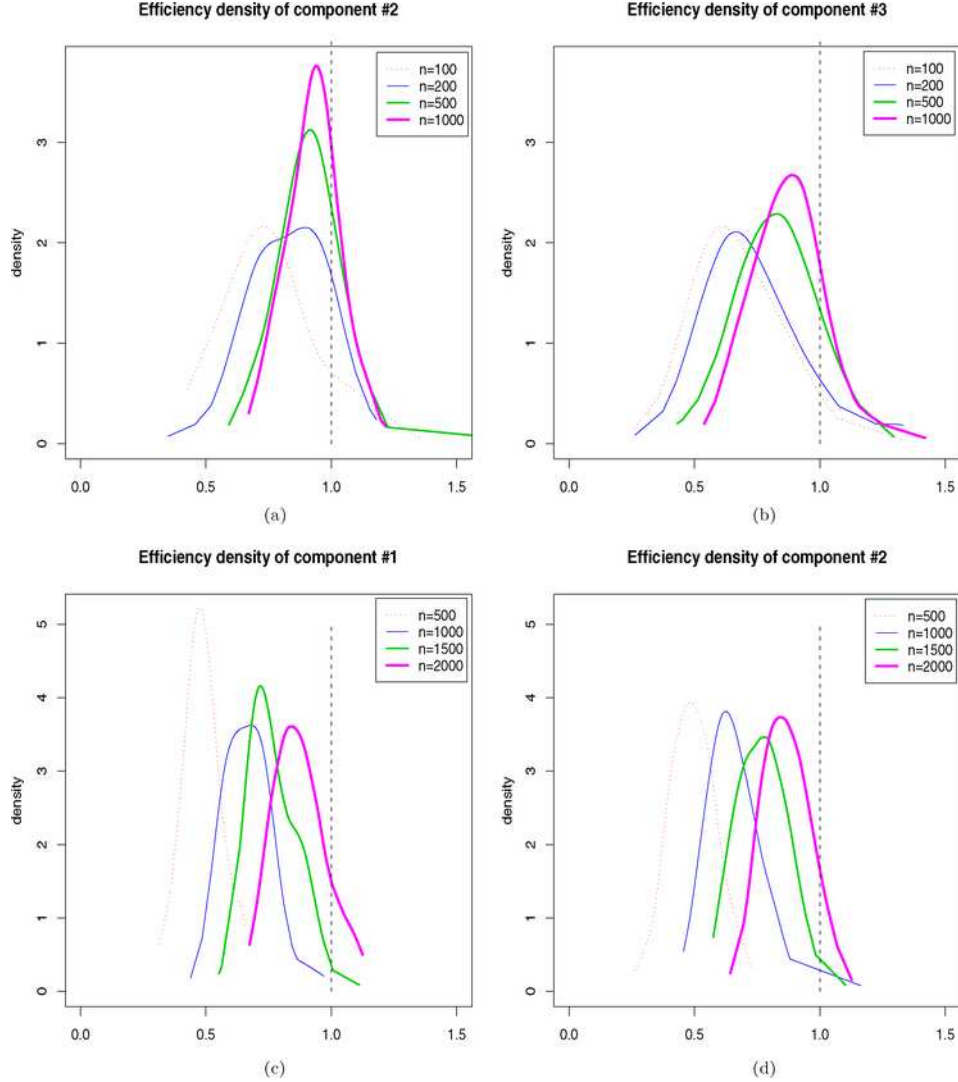 Efficiency density of component #2
n=100
n=200
n=500
n=1000
density
0
1
2
3
0.0
0.5
1.0
1.5
(a)
Efficiency density of component #3
n=100
n=200
n=500
n=1000
density
0
1
2
3
0.0
0.5
1.0
1.5
(b)
Efficiency density of component #1
n=500
n=1000
n=1500
n=2000
density
0
1
2
3
4
5
0.0
0.5
1.0
1.5
(c)
Efficiency density of component #2
n=500
n=1000
n=1500
n=2000
density
0
1
2
3
4
5
0.0
0.5
1.0
1.5
(d)